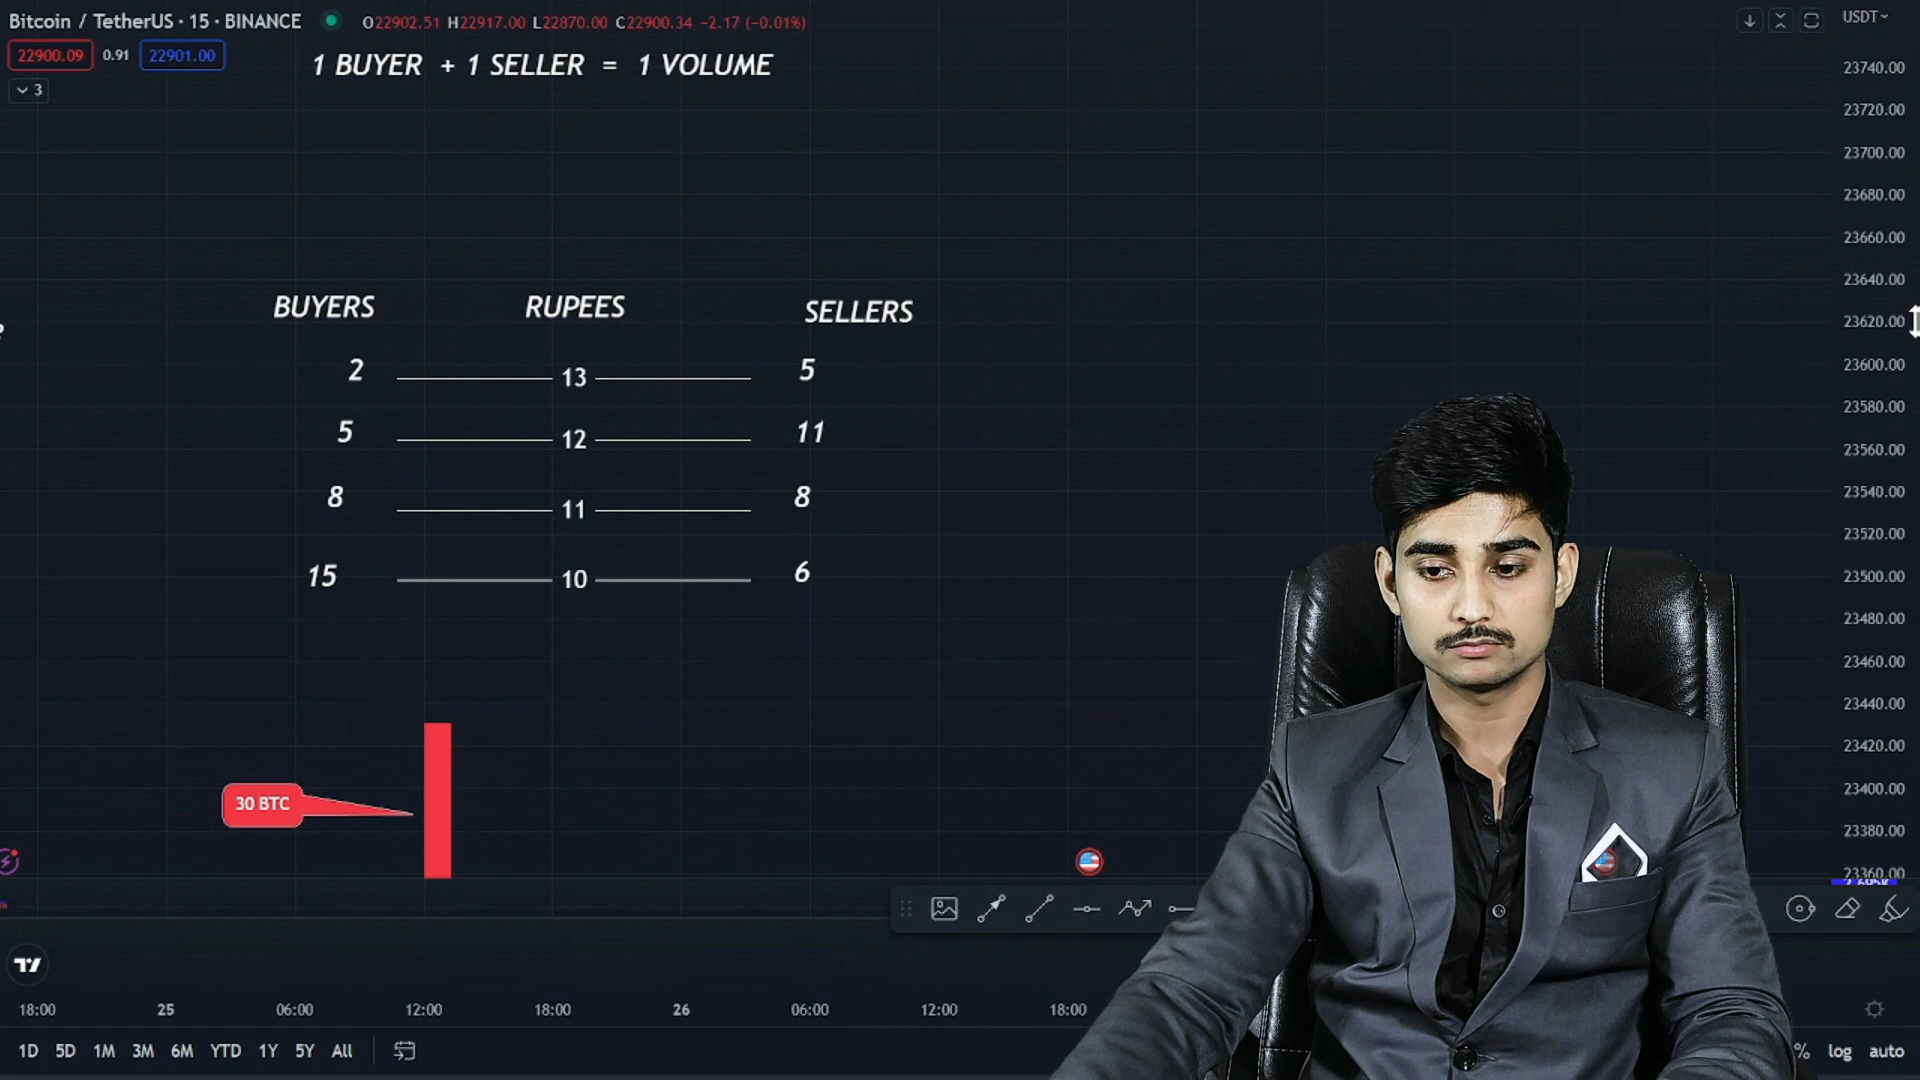 Bitcoin / TetherUS · 15 · BINANCE O22902.51 H22917.00 L22870.00 C22900.34 −2.17 (−0.01%)
USDT
22900.09 0.91 22901.00
3
1 BUYER + 1 SELLER = 1 VOLUME
BUYERS RUPEES SELLERS
2 13 5
5 12 11
8 11 8
15 10 6
30 BTC
23740.00
23720.00
23700.00
23680.00
23660.00
23640.00
23620.00
23600.00
23580.00
23560.00
23540.00
23520.00
23500.00
23480.00
23460.00
23440.00
23420.00
23400.00
23380.00
23360.00
18:00 25 06:00 12:00 18:00 26 06:00 12:00 18:00
1D 5D 1M 3M 6M YTD 1Y 5Y All % log auto